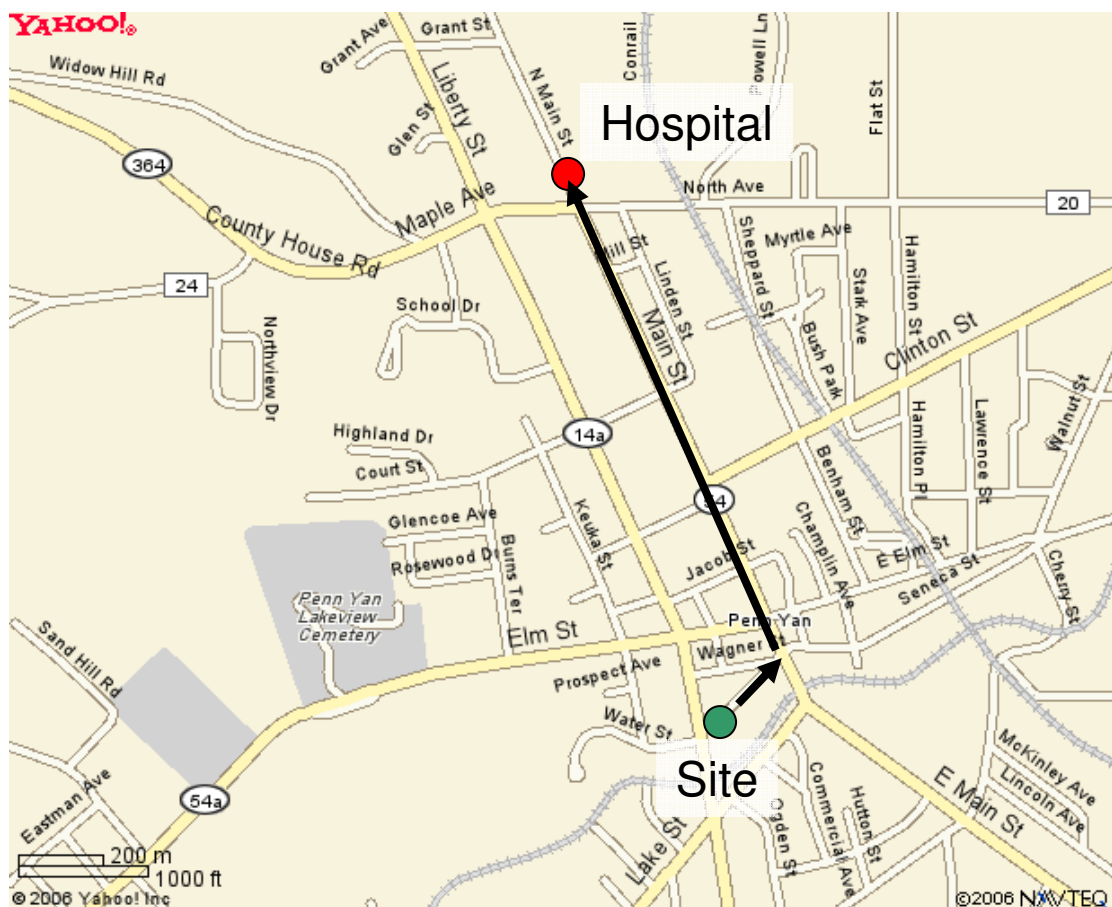 YAHOO!®
Grant Ave
Grant St
Widow Hill Rd
Liberty St
N Main St
Conrail
Powell Ln
Flat St
Hospital
Glen St
364
Maple Ave
North Ave
20
County House Rd
24
Mill St
Linden St
Sheppard St
Myrtle Ave
Hamilton St
Stark Ave
School Dr
Main St
Clinton St
Northview Dr
Bush Park
Highland Dr
14a
Court St
Hamilton Pl
Lawrence St
Walnut St
Benham St
54
Glencoe Ave
Keuka St
Champlin Ave
Rosewood Dr
Burns Ter
Jacob St
E Elm St
Seneca St
Cherry St
Penn Yan
Lakeview
Cemetery
Elm St
Penn Yan
Wagner St
Sand Hill Rd
Prospect Ave
Water St
Site
54a
Eastman Ave
Lake St
Ogden St
Commercial Ave
Hutton St
E Main St
McKinley Ave
Lincoln Ave
200 m
1000 ft
© 2006 Yahoo! Inc
©2006 NAVTEQ